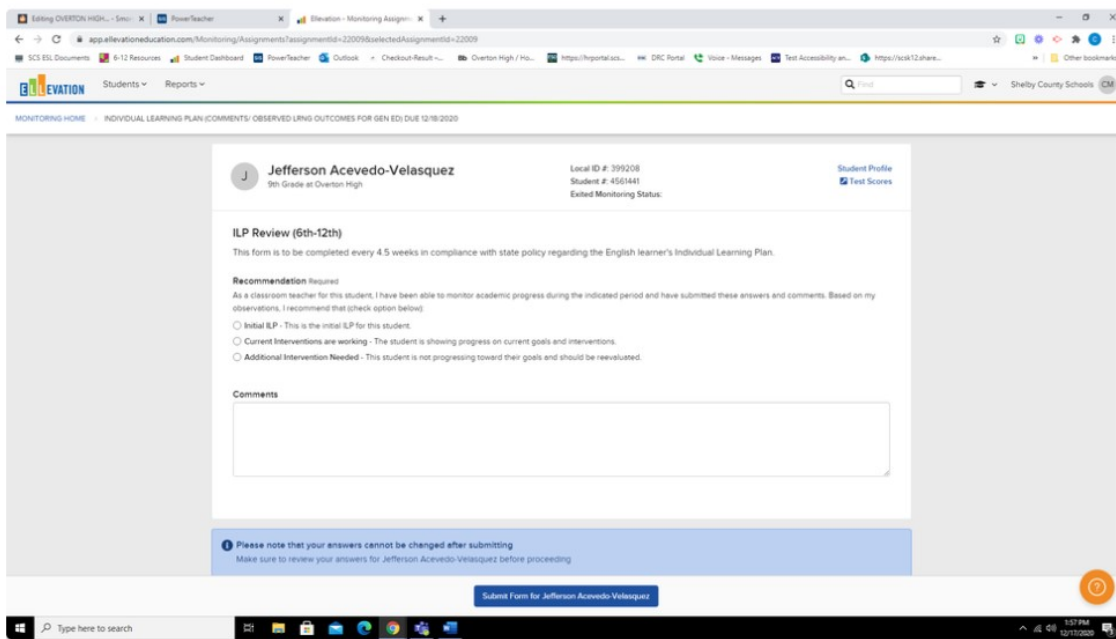 Editing OVERTON HIGH... - Smo
PowerTeacher
Ellevation - Monitoring Assignm
app.ellevationeducation.com/Monitoring/Assignments?assignmentId=22009&selectedAssignmentId=22009
SCS ESL Documents 6-12 Resources Student Dashboard PowerTeacher Outlook Checkout-Result -... Overton High / Ho... https://hrportal.scs... DRC Portal Voice - Messages Test Accessibility an... https://scsk12.share... Other bookmarks
ELLEVATION Students Reports Find Shelby County Schools CM
MONITORING HOME INDIVIDUAL LEARNING PLAN (COMMENTS/ OBSERVED LRNG OUTCOMES FOR GEN ED) DUE 12/18/2020
J
Jefferson Acevedo-Velasquez
9th Grade at Overton High
Local ID #: 399208
Student #: 4561441
Exited Monitoring Status:
Student Profile
Test Scores
ILP Review (6th-12th)
This form is to be completed every 4.5 weeks in compliance with state policy regarding the English learner's Individual Learning Plan.
Recommendation Required
As a classroom teacher for this student, I have been able to monitor academic progress during the indicated period and have submitted these answers and comments. Based on my
observations, I recommend that (check option below):
Initial ILP - This is the initial ILP for this student.
Current Interventions are working - The student is showing progress on current goals and interventions.
Additional Intervention Needed - This student is not progressing toward their goals and should be reevaluated.
Comments
Please note that your answers cannot be changed after submitting
Make sure to review your answers for Jefferson Acevedo-Velasquez before proceeding
Submit Form for Jefferson Acevedo-Velasquez
Type here to search
1:57 PM
12/17/2020